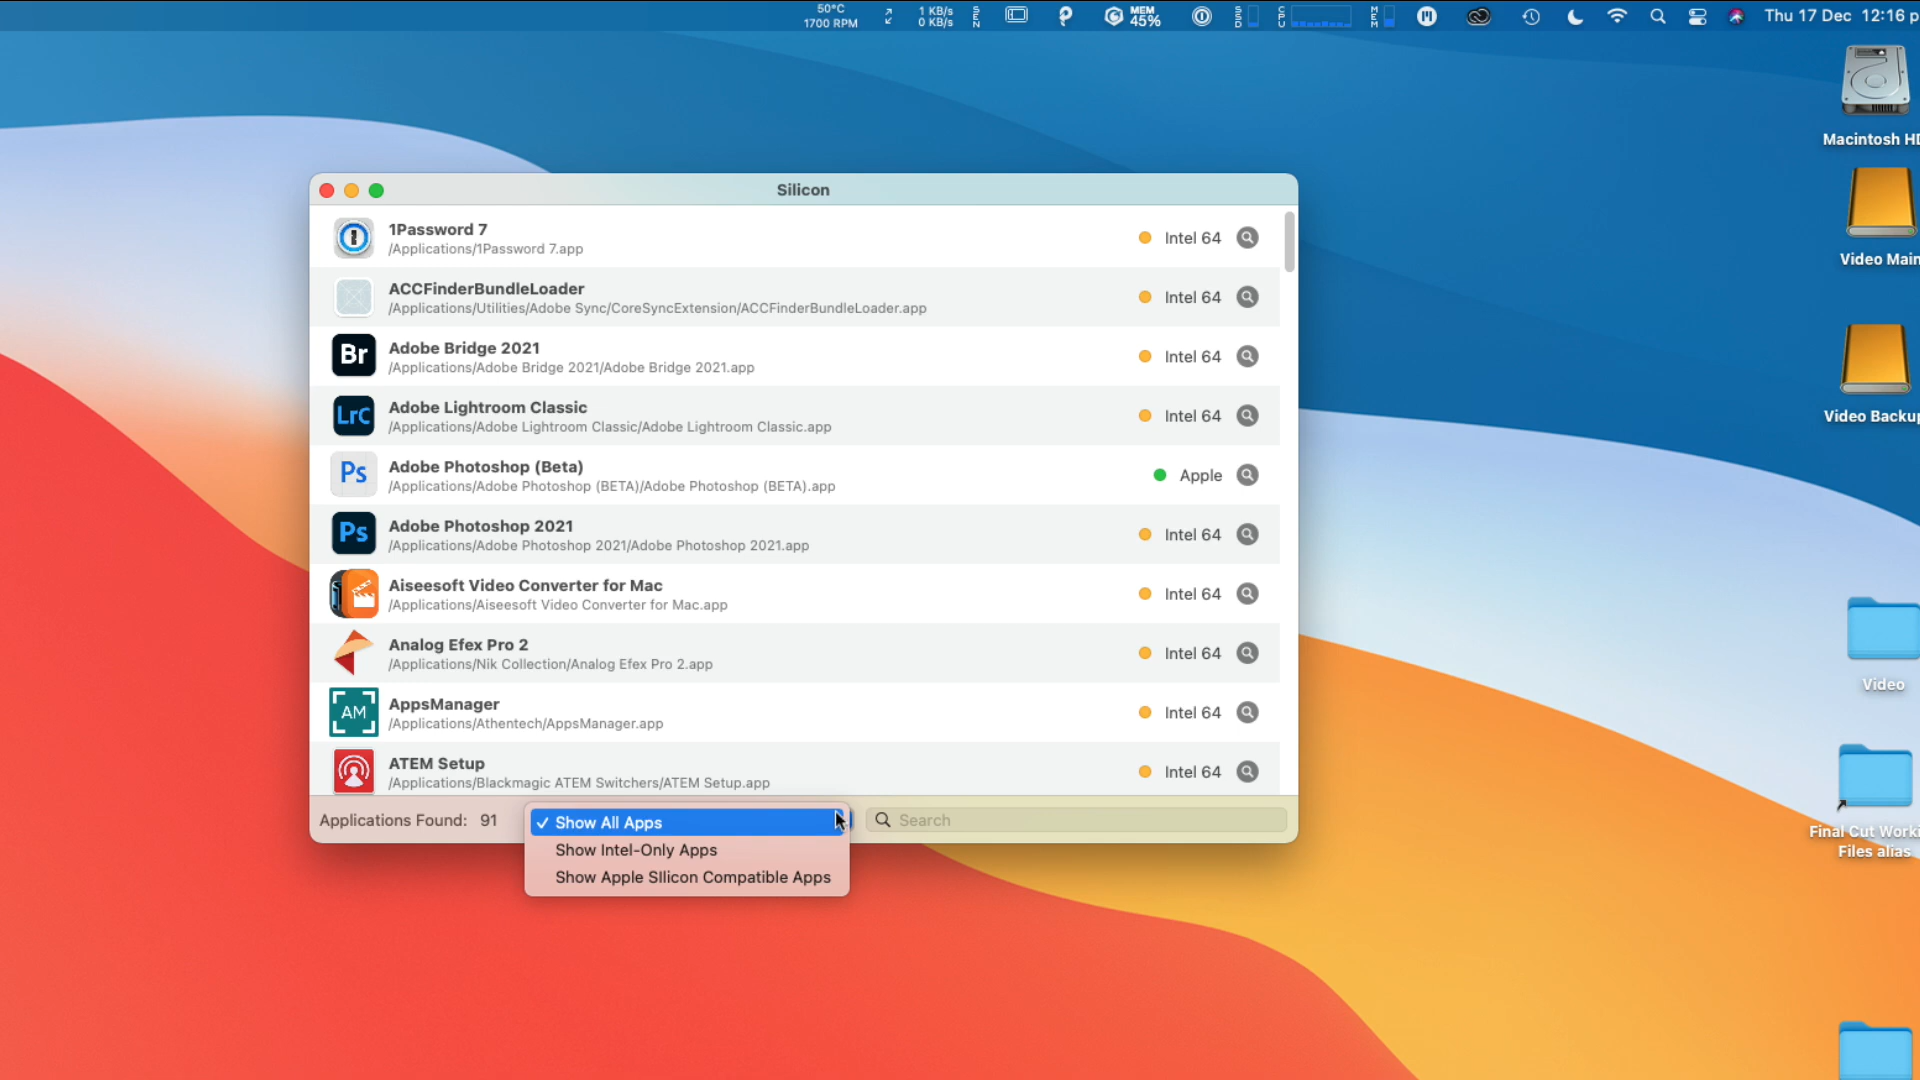 50°C
1700 RPM
1 KB/s
0 KB/s
SEN
MEM
45%
SSD
CPU
MEM
Thu 17 Dec 12:16 p
Macintosh HD
Video Main
Video Backup
Video
Final Cut Worki
Files alias
Silicon
1Password 7
/Applications/1Password 7.app
Intel 64
ACCFinderBundleLoader
/Applications/Utilities/Adobe Sync/CoreSyncExtension/ACCFinderBundleLoader.app
Intel 64
Br
Adobe Bridge 2021
/Applications/Adobe Bridge 2021/Adobe Bridge 2021.app
Intel 64
LrC
Adobe Lightroom Classic
/Applications/Adobe Lightroom Classic/Adobe Lightroom Classic.app
Intel 64
Ps
Adobe Photoshop (Beta)
/Applications/Adobe Photoshop (BETA)/Adobe Photoshop (BETA).app
Apple
Ps
Adobe Photoshop 2021
/Applications/Adobe Photoshop 2021/Adobe Photoshop 2021.app
Intel 64
Aiseesoft Video Converter for Mac
/Applications/Aiseesoft Video Converter for Mac.app
Intel 64
Analog Efex Pro 2
/Applications/Nik Collection/Analog Efex Pro 2.app
Intel 64
AM
AppsManager
/Applications/Athentech/AppsManager.app
Intel 64
ATEM Setup
/Applications/Blackmagic ATEM Switchers/ATEM Setup.app
Intel 64
Applications Found: 91
✓ Show All Apps
Search
Show Intel-Only Apps
Show Apple SIlicon Compatible Apps